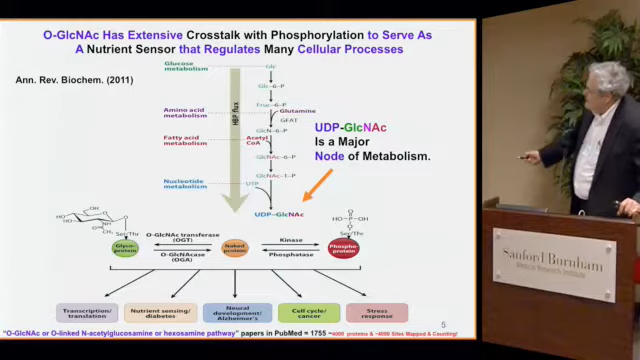 O-GlcNAc Has Extensive Crosstalk with Phosphorylation to Serve As
A Nutrient Sensor that Regulates Many Cellular Processes
Ann. Rev. Biochem. (2011)
Glucose
metabolism
Glc
Glc-6-P
Fruc-6-P
Amino acid
metabolism
Glutamine
GFAT
HBP flux
GlcN-6-P
Fatty acid
metabolism
Acetyl
CoA
GlcNAc-6-P
GlcNAc-1-P
Nucleotide
metabolism
UTP
UDP-GlcNAc
UDP-GlcNAc
Is a Major
Node of Metabolism.
Ser/Thr
Glyco-
protein
O-GlcNAc transferase
(OGT)
O-GlcNAcase
(OGA)
Naked
protein
Kinase
Phosphatase
HO-P-OH
Ser/Thr
Phospho-
protein
Transcription/
translation
Nutrient sensing/
diabetes
Neural
development/
Alzheimer's
Cell cycle/
cancer
Stress
response
5
"O-GlcNAc or O-linked N-acetylglucosamine or hexosamine pathway" papers in PubMed = 1755 ~4000 proteins & ~4000 Sites Mapped & Counting!
Sanford Burnham
Medical Research Institute